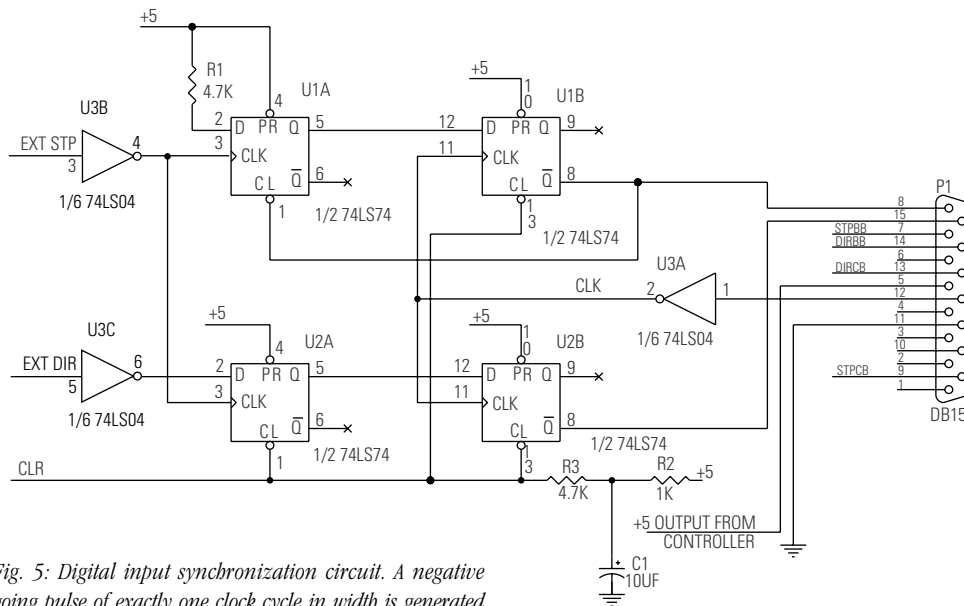 +5
R1
4.7K
U1A
4
2
D
PR
Q
5
3
CLK
CL
Q
6
1
1/2 74LS74
U3B
EXT STP
3
4
1/6 74LS04
+5
1
0
U1B
12
D
PR
Q
9
11
CLK
CL
Q
8
1
3
1/2 74LS74
U3A
CLK
2
1
1/6 74LS04
U3C
EXT DIR
5
6
1/6 74LS04
+5
4
U2A
2
D
PR
Q
5
3
CLK
CL
Q
6
1
1/2 74LS74
+5
1
0
U2B
12
D
PR
Q
9
11
CLK
CL
Q
8
1
3
1/2 74LS74
CLR
R3
4.7K
R2
1K
+5
+5 OUTPUT FROM
CONTROLLER
+
C1
10UF
P1
8
15
STPBB 7
DIRBB 14
6
DIRCB 13
5
12
4
11
3
10
2
STPCB 9
1
DB15
Fig. 5: Digital input synchronization circuit. A negative
going pulse of exactly one clock cycle in width is generated